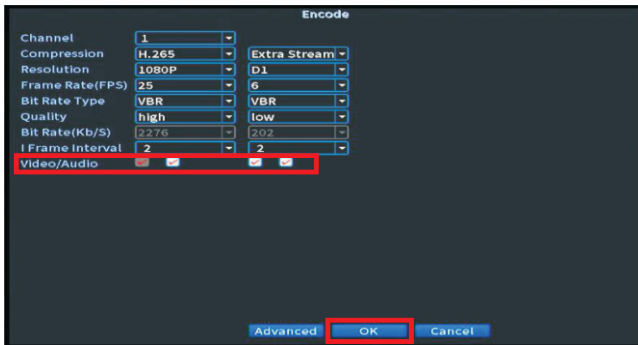 Encode
Channel 1
Compression H.265 Extra Stream
Resolution 1080P D1
Frame Rate(FPS) 25 6
Bit Rate Type VBR VBR
Quality high low
Bit Rate(Kb/S) 2276 202
I Frame Interval 2 2
Video/Audio
Advanced OK Cancel